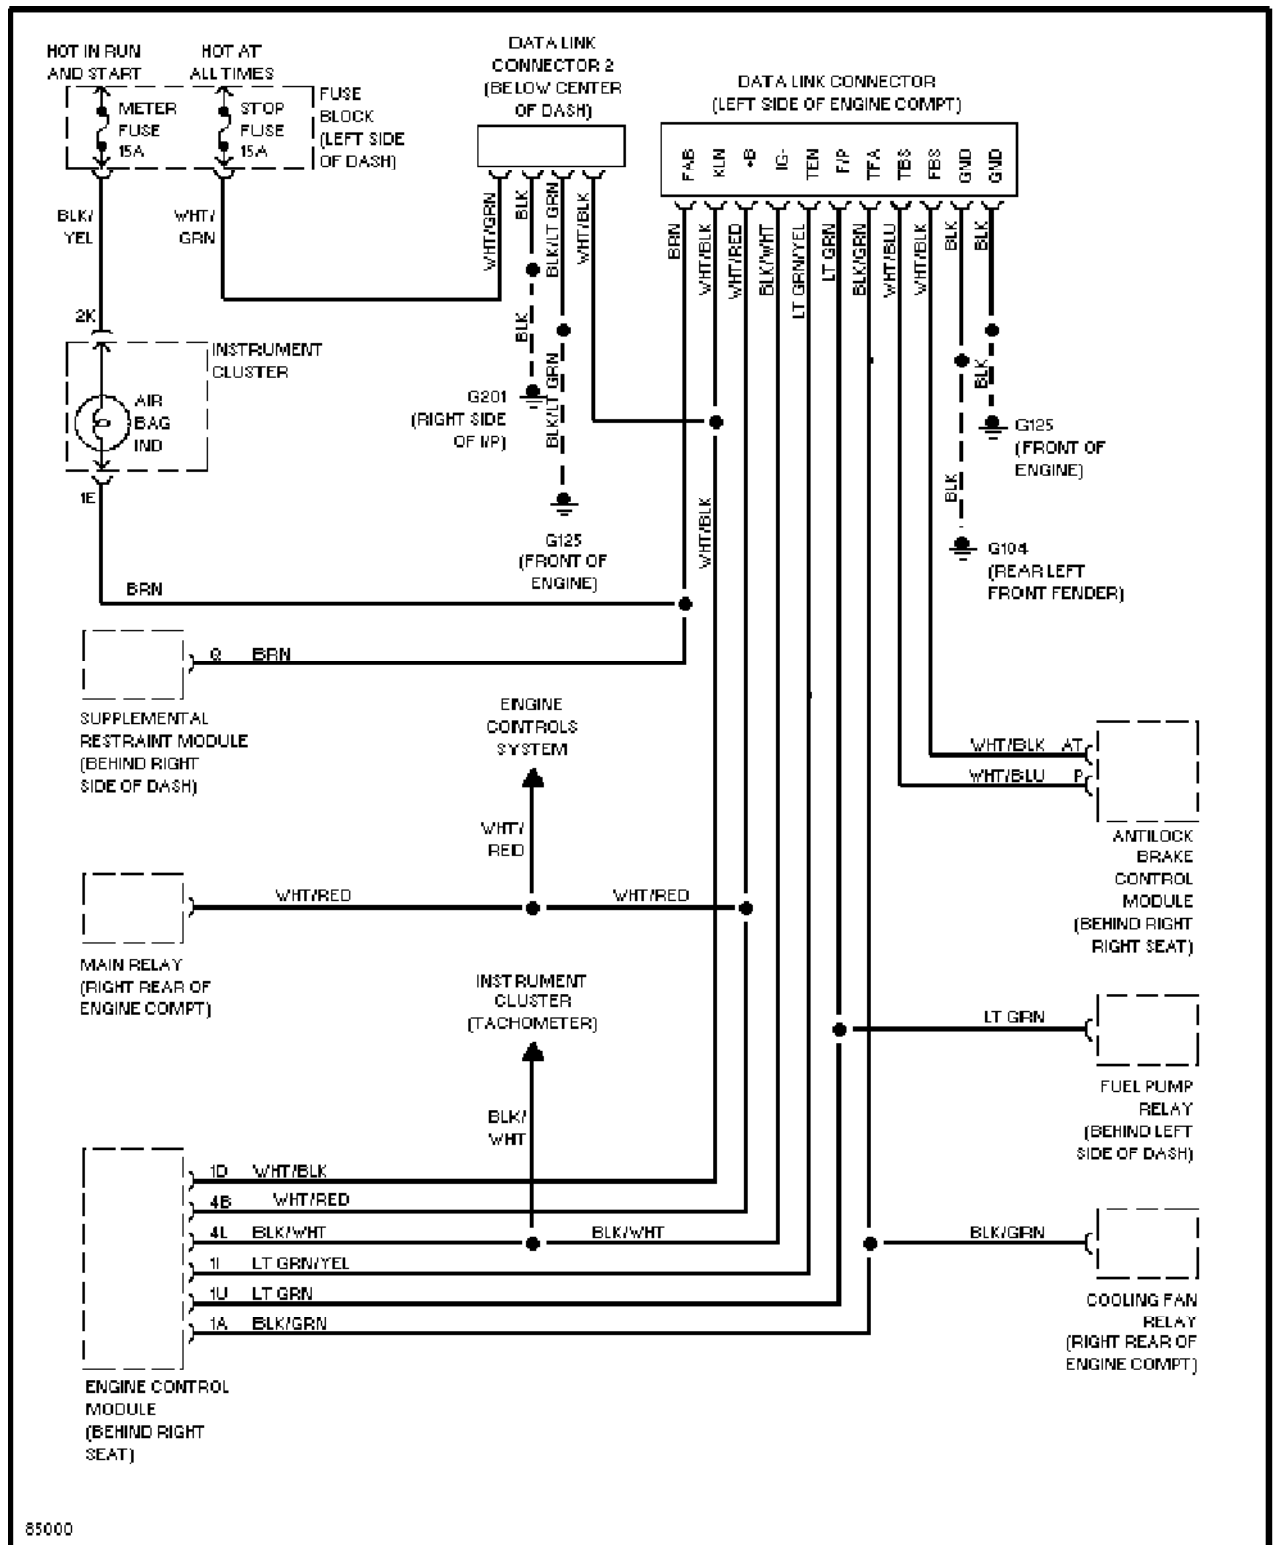 HOT IN RUN
AND START
HOT AT
ALL TIMES
METER
FUSE
15A
STOP
FUSE
15A
FUSE
BLOCK
(LEFT SIDE
OF DASH)
DATA LINK
CONNECTOR 2
(BELOW CENTER
OF DASH)
DATA LINK CONNECTOR
(LEFT SIDE OF ENGINE COMPT)
FAB
KLN
+B
IG-
TEN
F/P
TFA
TBS
FBS
GND
GND
BLK/
YEL
WHT/
GRN
WHT/GRN
BLK
BLK/LT GRN
WHT/BLK
BRN
WHT/BLK
WHT/RED
BLK/WHT
LT GRN/YEL
LT GRN
BLK/GRN
WHT/BLU
WHT/BLK
BLK
BLK
2K
INSTRUMENT
CLUSTER
AIR
BAG
IND
1E
BLK
BLK/LT GRN
G201
(RIGHT SIDE
OF I/P)
BLK
G125
(FRONT OF
ENGINE)
BLK
G104
(REAR LEFT
FRONT FENDER)
WHT/BLK
G125
(FRONT OF
ENGINE)
BRN
Q BRN
SUPPLEMENTAL
RESTRAINT MODULE
(BEHIND RIGHT
SIDE OF DASH)
ENGINE
CONTROLS
SYSTEM
WHT/
RED
WHT/BLK AT
WHT/BLU P
ANTILOCK
BRAKE
CONTROL
MODULE
(BEHIND RIGHT
RIGHT SEAT)
WHT/RED
WHT/RED
MAIN RELAY
(RIGHT REAR OF
ENGINE COMPT)
INSTRUMENT
CLUSTER
(TACHOMETER)
LT GRN
FUEL PUMP
RELAY
(BEHIND LEFT
SIDE OF DASH)
BLK/
WHT
1D WHT/BLK
4B WHT/RED
4L BLK/WHT
BLK/WHT
1I LT GRN/YEL
1U LT GRN
1A BLK/GRN
BLK/GRN
COOLING FAN
RELAY
(RIGHT REAR OF
ENGINE COMPT)
ENGINE CONTROL
MODULE
(BEHIND RIGHT
SEAT)
85000